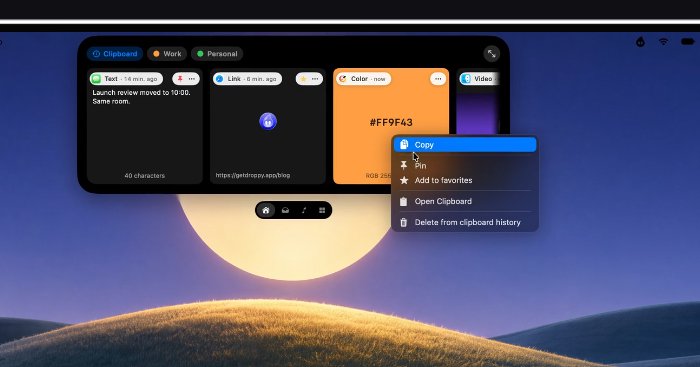 Clipboard
Work
Personal
Text · 14 min. ago
Launch review moved to 10:00.
Same room.
40 characters
Link · 6 min. ago
https://getdroppy.app/blog
Color · now
#FF9F43
RGB 255
Video
Copy
Pin
Add to favorites
Open Clipboard
Delete from clipboard history